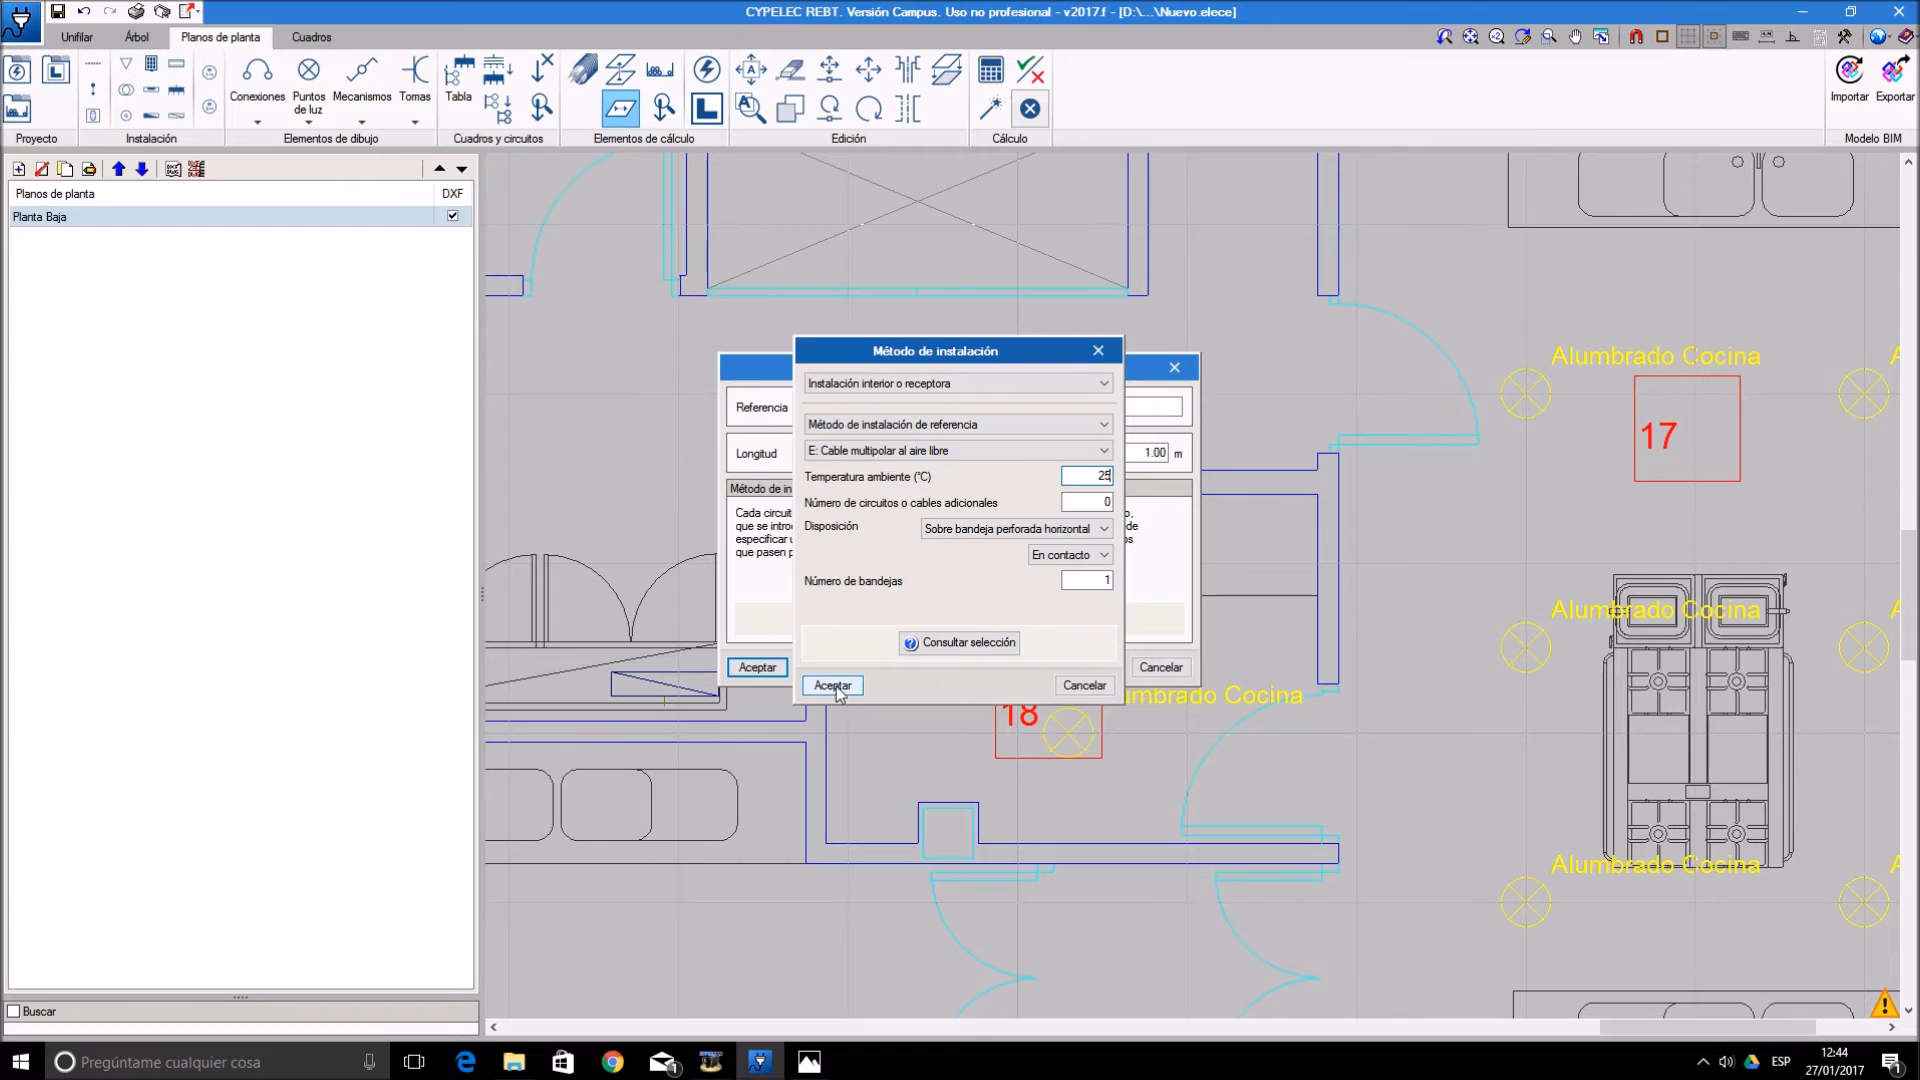 CYPELEC REBT. Versión Campus. Uso no profesional - v2017.f - [D:\...\Nuevo.elece]
Unifilar Árbol Planos de planta Cuadros
Conexiones Puntos de luz Mecanismos Tomas Tabla Importar Exportar
Proyecto Instalación Elementos de dibujo Cuadros y circuitos Elementos de cálculo Edición Cálculo Modelo BIM
Planos de planta DXF
Planta Baja
Método de instalación
Instalación interior o receptora
Referencia
Método de instalación de referencia
Longitud
E: Cable multipolar al aire libre
1.00 m
Temperatura ambiente (°C) 25
Método de in
Número de circuitos o cables adicionales 0
Cada circuit
que se introc
especificar u
que pasen p
Disposición Sobre bandeja perforada horizontal
En contacto
Número de bandejas 1
Consultar selección
Aceptar Cancelar
Aceptar Cancelar
Alumbrado Cocina
17
Alumbrado Cocina
umbrado Cocina
18
Alumbrado Cocina
Buscar
Pregúntame cualquier cosa
ESP
12:44
27/01/2017